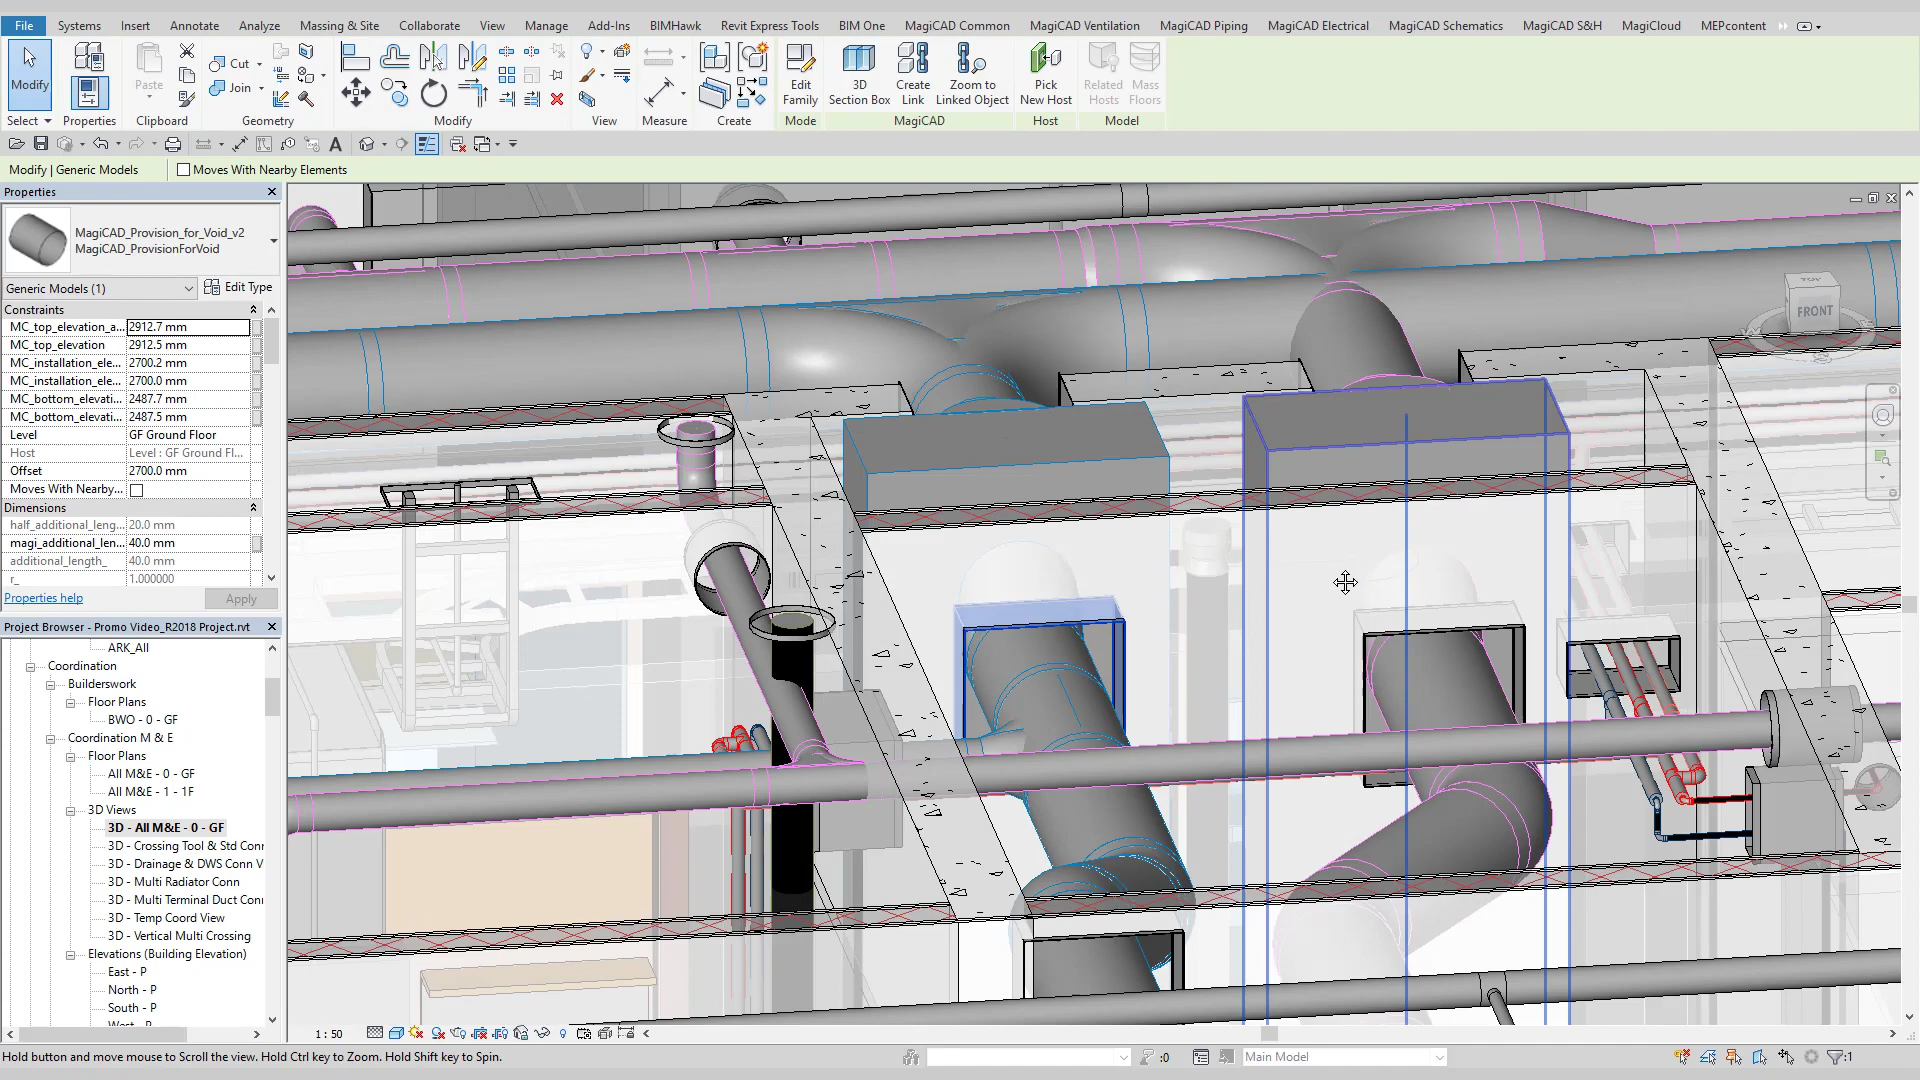 File Systems Insert Annotate Analyze Massing & Site Collaborate View Manage Add-Ins BIMHawk Revit Express Tools BIM One MagiCAD Common MagiCAD Ventilation MagiCAD Piping MagiCAD Electrical MagiCAD Schematics MagiCAD S&H MagiCloud MEPcontent
Cut
Join
Modify Paste Edit 3D Create Zoom to Pick Related Mass
Family Section Box Link Linked Object New Host Hosts Floors
Select Properties Clipboard Geometry Modify View Measure Create Mode MagiCAD Host Model
Modify | Generic Models Moves With Nearby Elements
Properties
MagiCAD_Provision_for_Void_v2
MagiCAD_ProvisionForVoid
Generic Models (1) Edit Type
Constraints
MC_top_elevation_a... 2912.7 mm
MC_top_elevation 2912.5 mm
MC_installation_ele... 2700.2 mm
MC_installation_ele... 2700.0 mm
MC_bottom_elevati... 2487.7 mm
MC_bottom_elevati... 2487.5 mm
Level GF Ground Floor
Host Level : GF Ground Fl...
Offset 2700.0 mm
Moves With Nearby...
Dimensions
half_additional_leng... 20.0 mm
magi_additional_len... 40.0 mm
additional_length_ 40.0 mm
r_ 1.000000
Properties help Apply
Project Browser - Promo Video_R2018 Project.rvt
ARK_All
Coordination
Builderswork
Floor Plans
BWO - 0 - GF
Coordination M & E
Floor Plans
All M&E - 0 - GF
All M&E - 1 - 1F
3D Views
3D - All M&E - 0 - GF
3D - Crossing Tool & Std Conn
3D - Drainage & DWS Conn V
3D - Multi Radiator Conn
3D - Multi Terminal Duct Conn
3D - Temp Coord View
3D - Vertical Multi Crossing
Elevations (Building Elevation)
East - P
North - P
South - P
West - P
TOP
FRONT
1 : 50
Hold button and move mouse to Scroll the view. Hold Ctrl key to Zoom. Hold Shift key to Spin. :0 Main Model :1